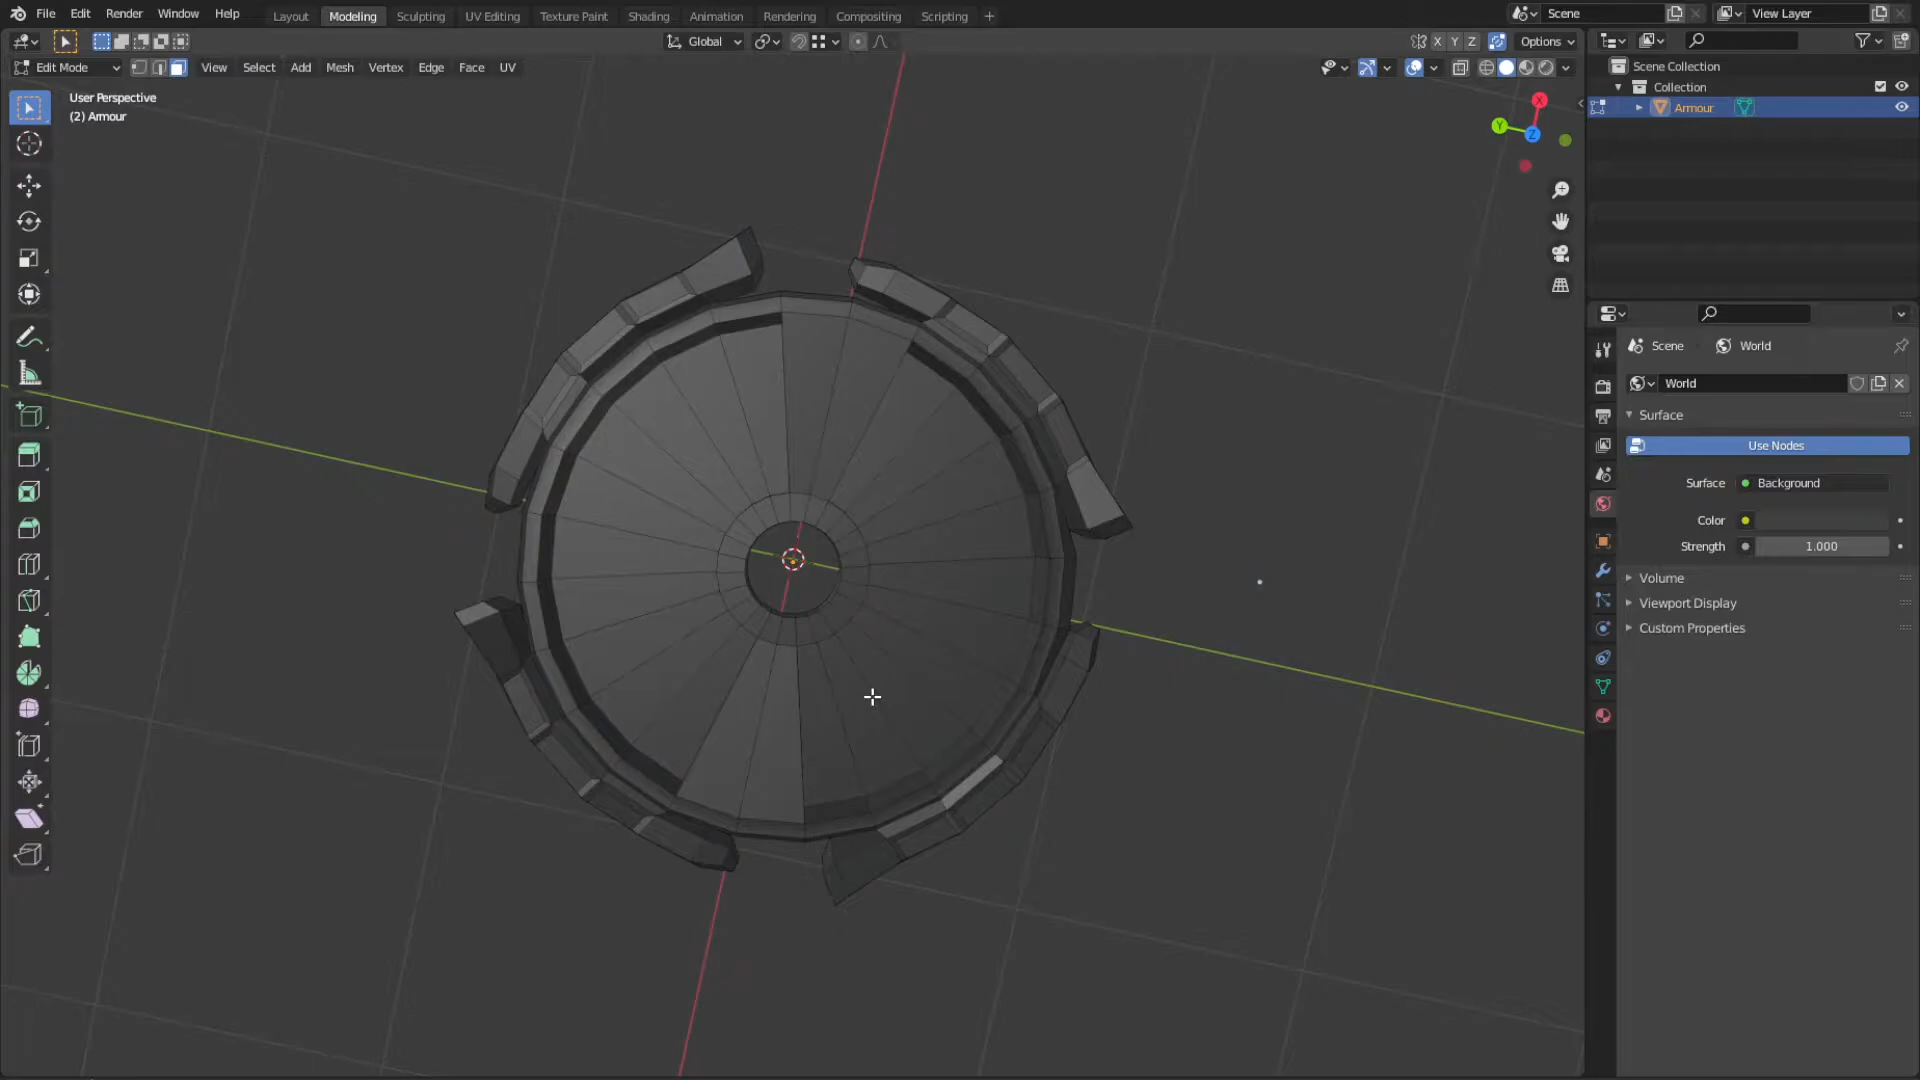 File Edit Render Window Help Layout Modeling Sculpting UV Editing Texture Paint Shading Animation Rendering Compositing Scripting + Scene View Layer
Global X Y Z Options
Edit Mode View Select Add Mesh Vertex Edge Face UV
Scene Collection
Collection
Armour
User Perspective
(2) Armour
X
Y
Z
Scene World
World
Surface
Use Nodes
Surface Background
Color
Strength 1.000
Volume
Viewport Display
Custom Properties